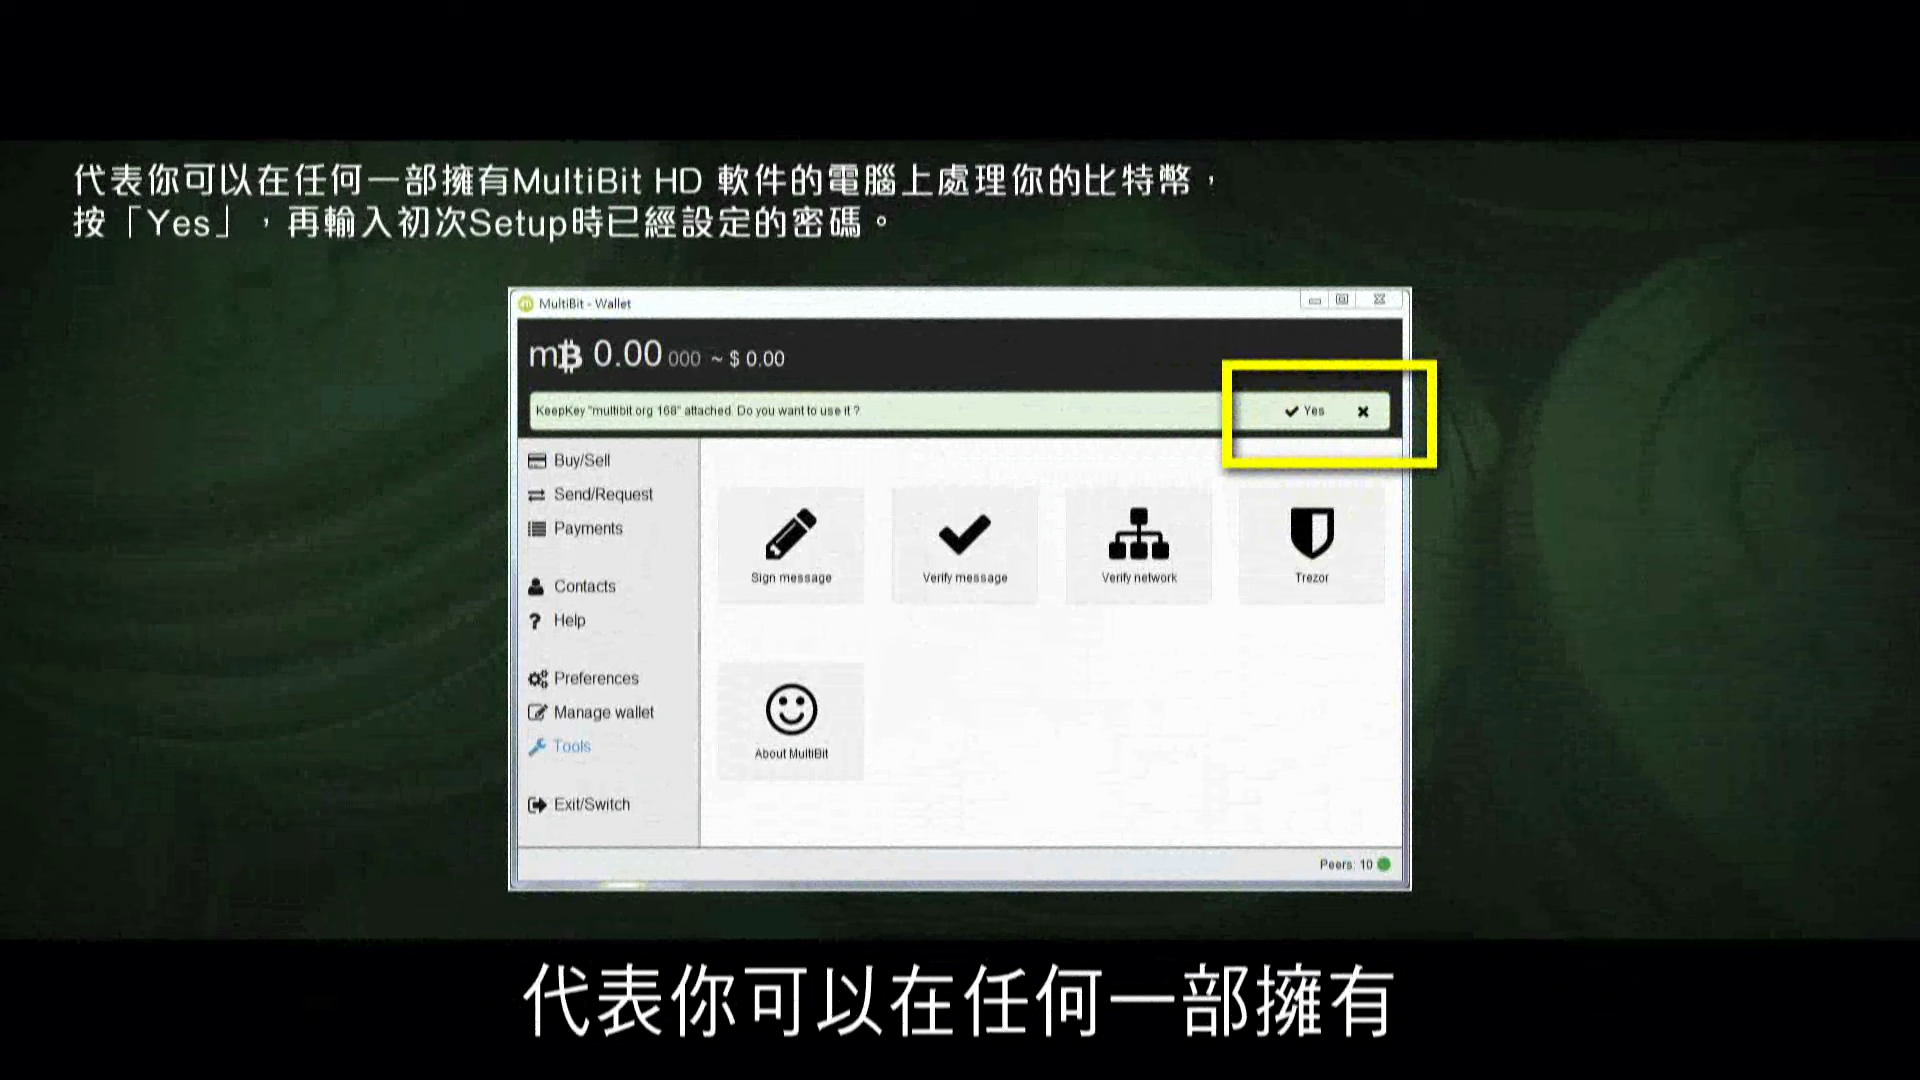 代表你可以在任何一部擁有MultiBit HD 軟件的電腦上處理你的比特幣，
按「Yes」，再輸入初次Setup時已經設定的密碼。
MultiBit - Wallet
m₿ 0.00 000 ~ $ 0.00
KeepKey "multibit.org 168" attached. Do you want to use it ?
Yes
Buy/Sell
Send/Request
Payments
Contacts
Help
Preferences
Manage wallet
Tools
Exit/Switch
Sign message
Verify message
Verify network
Trezor
About MultiBit
Peers: 10
代表你可以在任何一部擁有